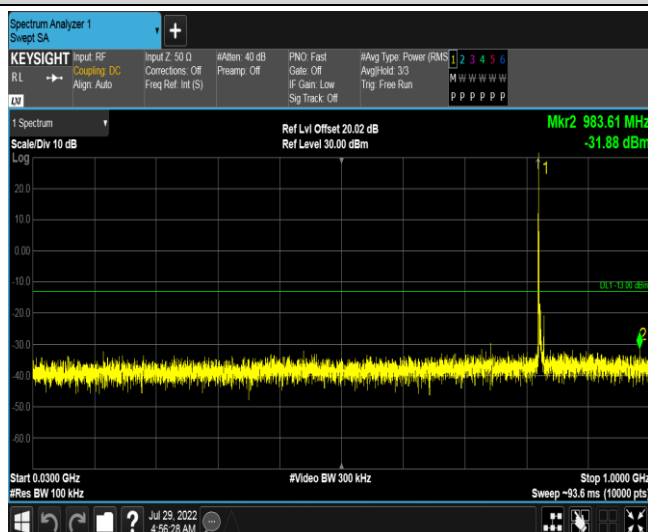 Spectrum Analyzer 1
Swept SA
+
KEYSIGHT
RL
LXI
Input: RF
Coupling: DC
Align: Auto
Input Z: 50 Ω
Corrections: Off
Freq Ref: Int (S)
#Atten: 40 dB
Preamp: Off
PNO: Fast
Gate: Off
IF Gain: Low
Sig Track: Off
#Avg Type: Power (RMS
Avg|Hold: 3/3
Trig: Free Run
1 2 3 4 5 6
M W W W W W
P P P P P P
1 Spectrum
Scale/Div 10 dB
Log
Ref Lvl Offset 20.02 dB
Ref Level 30.00 dBm
Mkr2 983.61 MHz
-31.88 dBm
1
20.0
10.0
0.00
-10.0
DL1 -13.00 dBm
-20.0
2
-30.0
-40.0
-50.0
-60.0
Start 0.0300 GHz
#Res BW 100 kHz
#Video BW 300 kHz
Stop 1.0000 GHz
Sweep ~93.6 ms (10000 pts)
?
Jul 29, 2022
4:56:28 AM